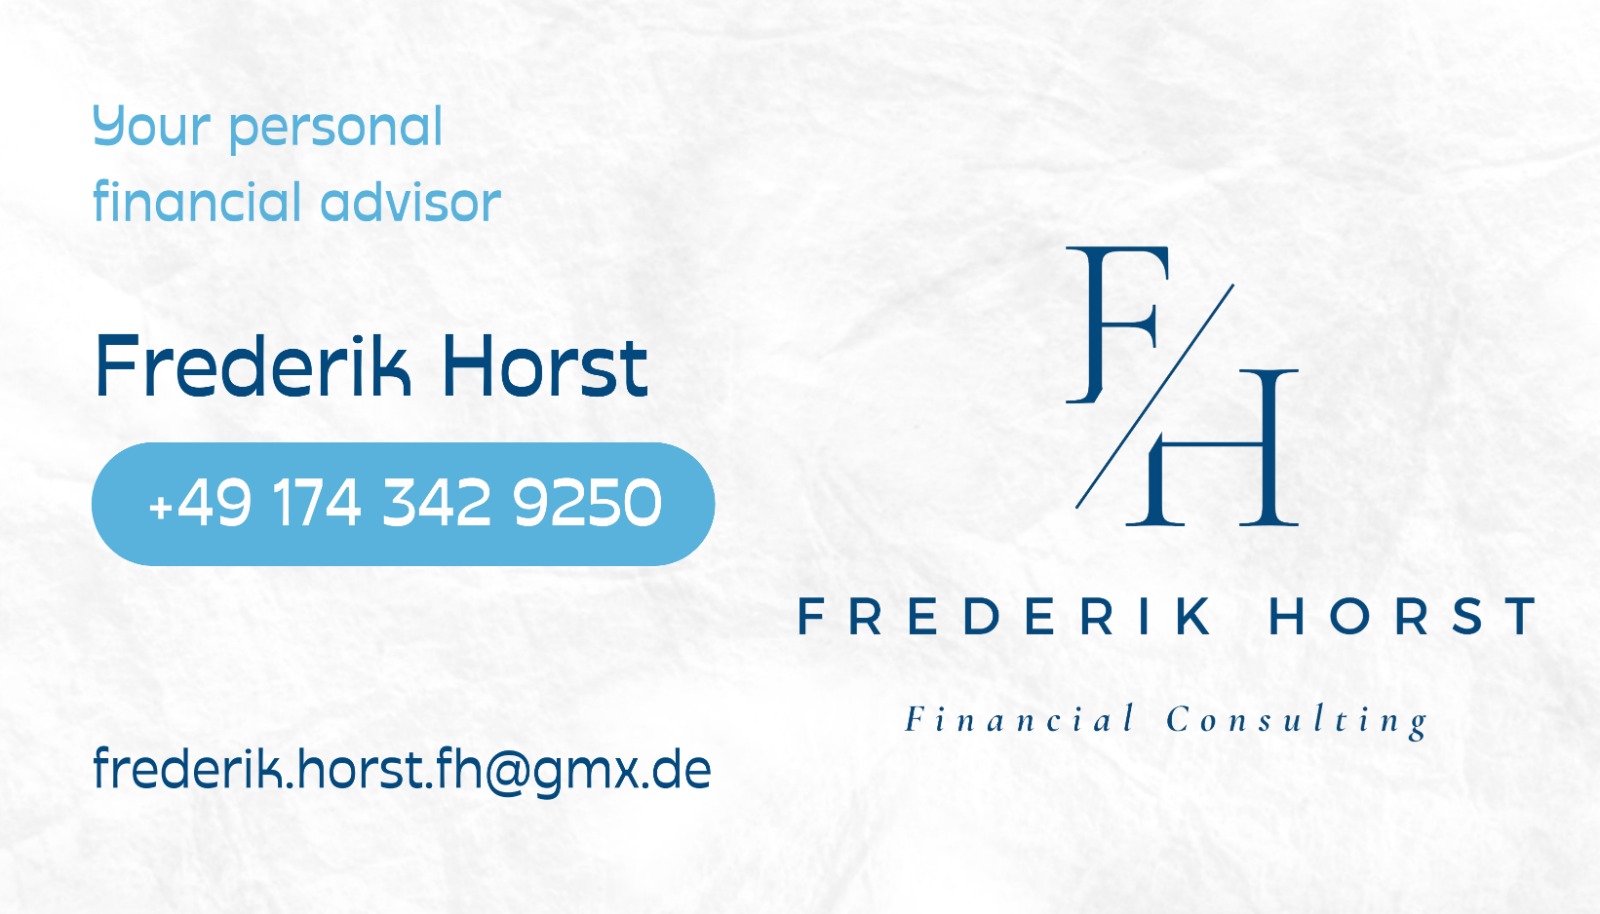 Your personal
financial advisor
Frederik Horst
+49 174 342 9250
frederik.horst.fh@gmx.de
F/H
FREDERIK HORST
Financial Consulting